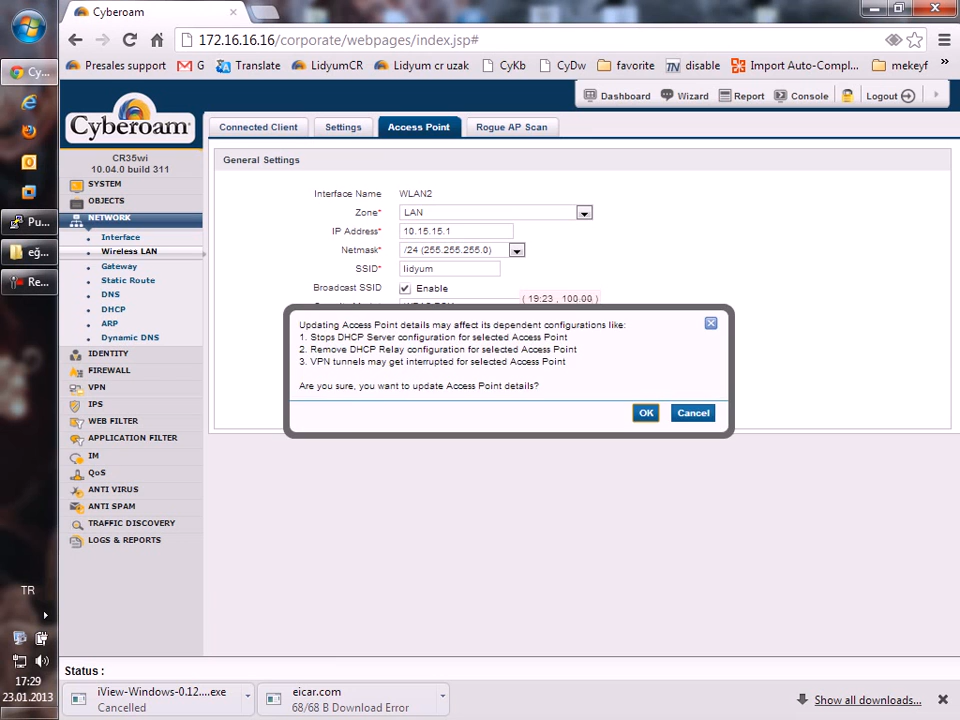 Cyberoam
172.16.16.16/corporate/webpages/index.jsp#
Presales support G Translate LidyumCR Lidyum cr uzak CyKb CyDw favorite disable Import Auto-Compl... mekeyf »
Cy...
Pu...
eğ...
Re...
TR
17:29
23.01.2013
Dashboard Wizard Report Console Logout
Cyberoam
CR35wi
10.04.0 build 311
SYSTEM
OBJECTS
NETWORK
Interface
Wireless LAN
Gateway
Static Route
DNS
DHCP
ARP
Dynamic DNS
IDENTITY
FIREWALL
VPN
IPS
WEB FILTER
APPLICATION FILTER
IM
QoS
ANTI VIRUS
ANTI SPAM
TRAFFIC DISCOVERY
LOGS & REPORTS
Connected Client Settings Access Point Rogue AP Scan
General Settings
Interface Name WLAN2
Zone* LAN
IP Address* 10.15.15.1
Netmask* /24 (255.255.255.0)
SSID* lidyum
Broadcast SSID Enable
( 19:23 , 100.00 )
Updating Access Point details may affect its dependent configurations like:
1. Stops DHCP Server configuration for selected Access Point
2. Remove DHCP Relay configuration for selected Access Point
3. VPN tunnels may get interrupted for selected Access Point
Are you sure, you want to update Access Point details?
OK Cancel
Status :
iView-Windows-0.12....exe
Cancelled
eicar.com
68/68 B Download Error
Show all downloads...